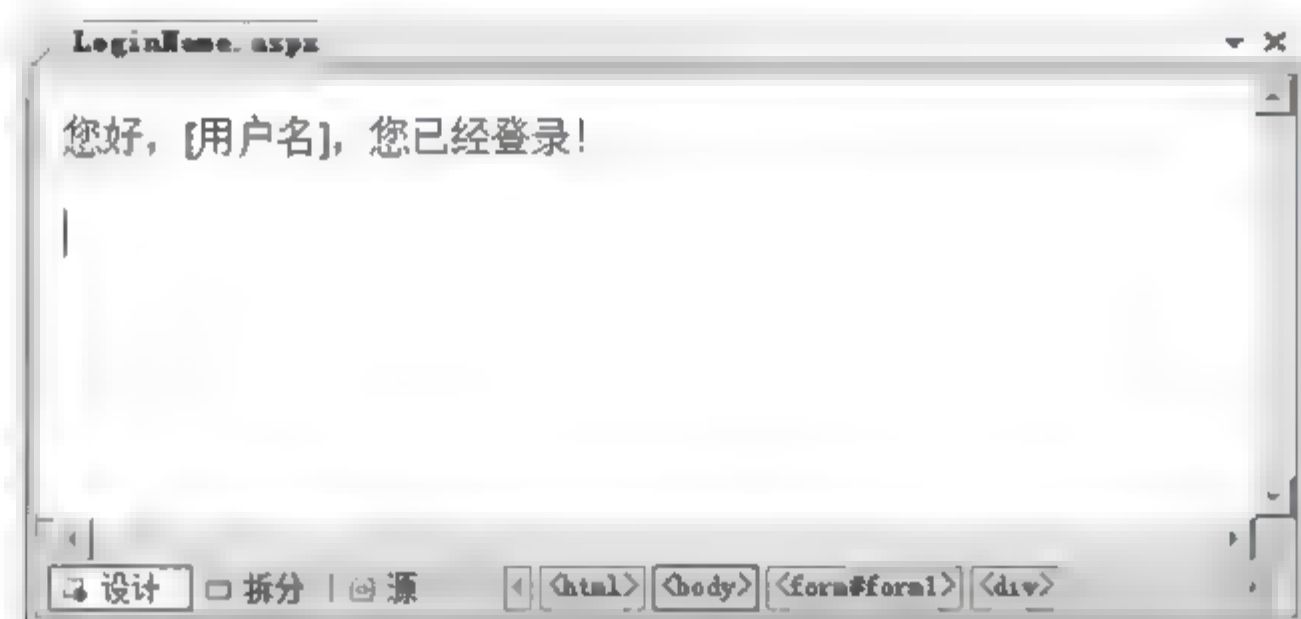 LoginName.aspx
您好，[用户名]，您已经登录！
设计 拆分 源 <html> <body> <form#form1> <div>